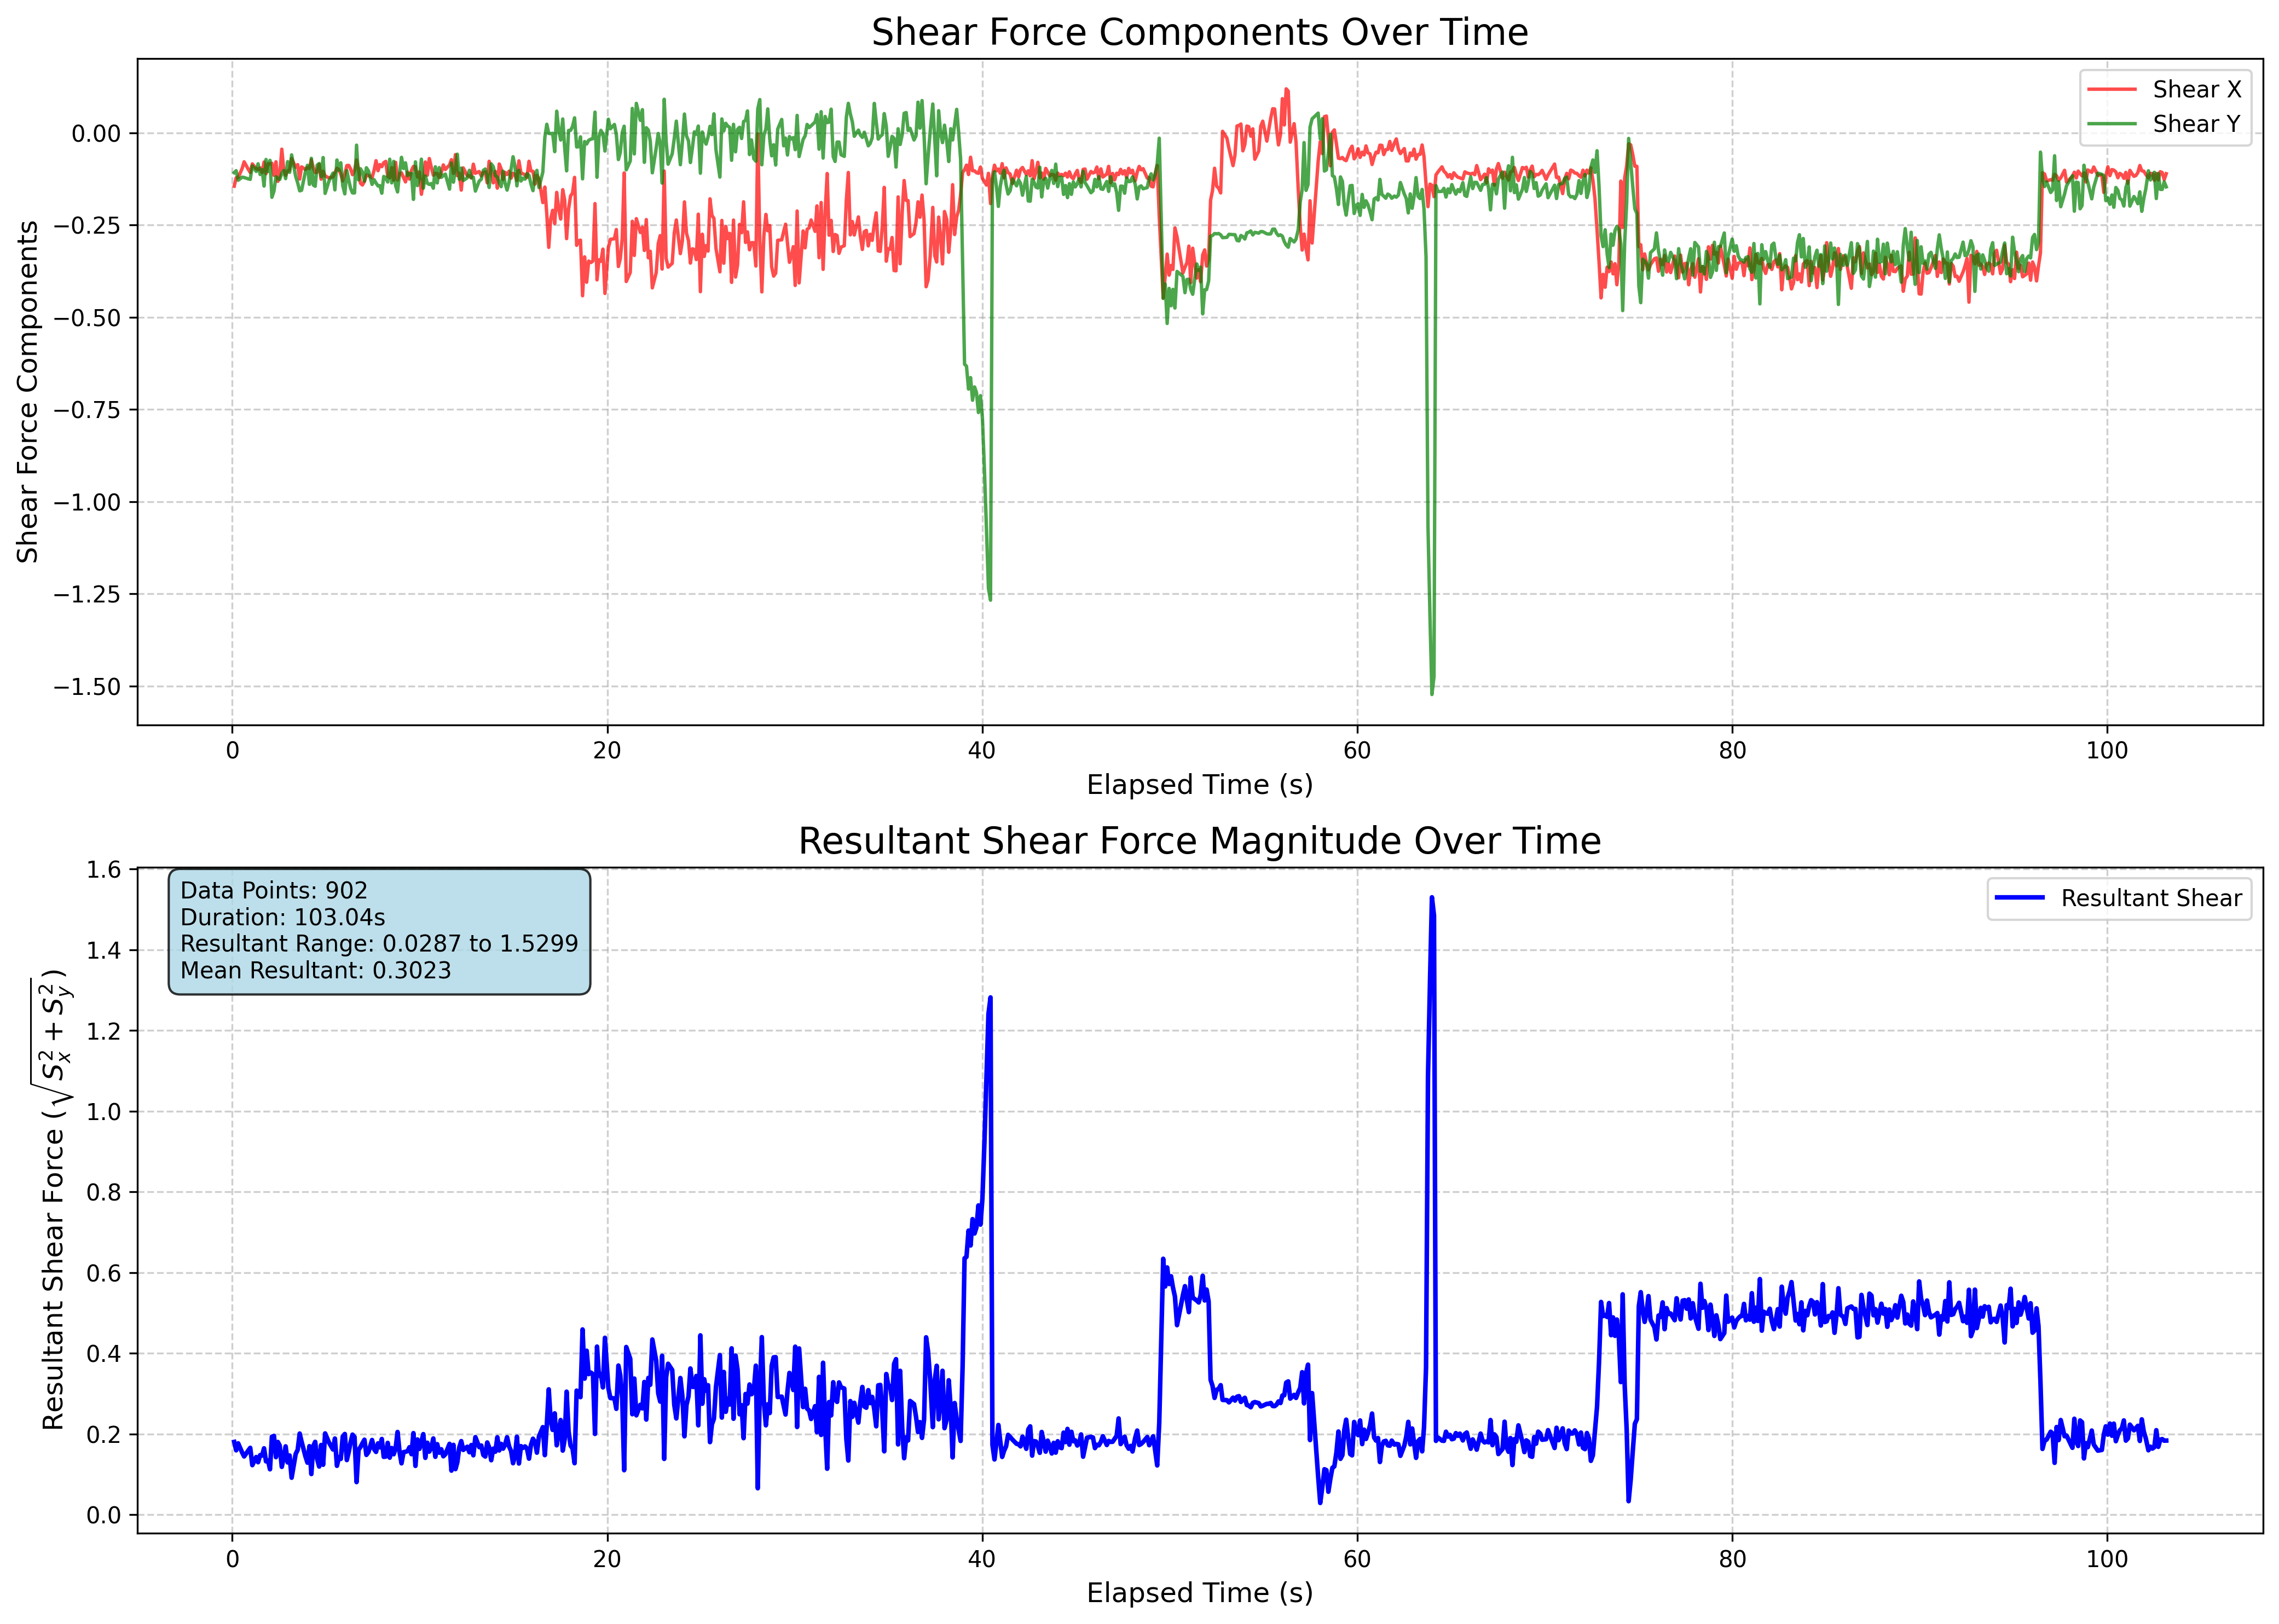 Shear Force Components Over Time
Shear Force Components
0.00
−0.25
−0.50
−0.75
−1.00
−1.25
−1.50
Shear X
Shear Y
0 20 40 60 80 100
Elapsed Time (s)
Resultant Shear Force Magnitude Over Time
Resultant Shear Force (√S_x^2 + S_y^2)
1.6
1.4
1.2
1.0
0.8
0.6
0.4
0.2
0.0
Data Points: 902
Duration: 103.04s
Resultant Range: 0.0287 to 1.5299
Mean Resultant: 0.3023
Resultant Shear
0 20 40 60 80 100
Elapsed Time (s)